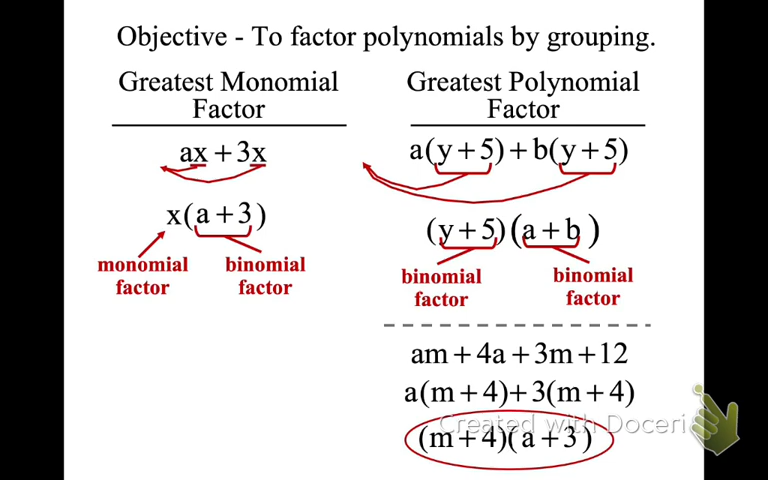 Objective - To factor polynomials by grouping.
Greatest Monomial
Factor
ax + 3x
x(a + 3)
monomial
factor
binomial
factor
Greatest Polynomial
Factor
a(y + 5) + b(y + 5)
(y + 5)(a + b)
binomial
factor
binomial
factor
am + 4a + 3m + 12
a(m + 4) + 3(m + 4)
(m + 4)(a + 3)
Created with Doceri